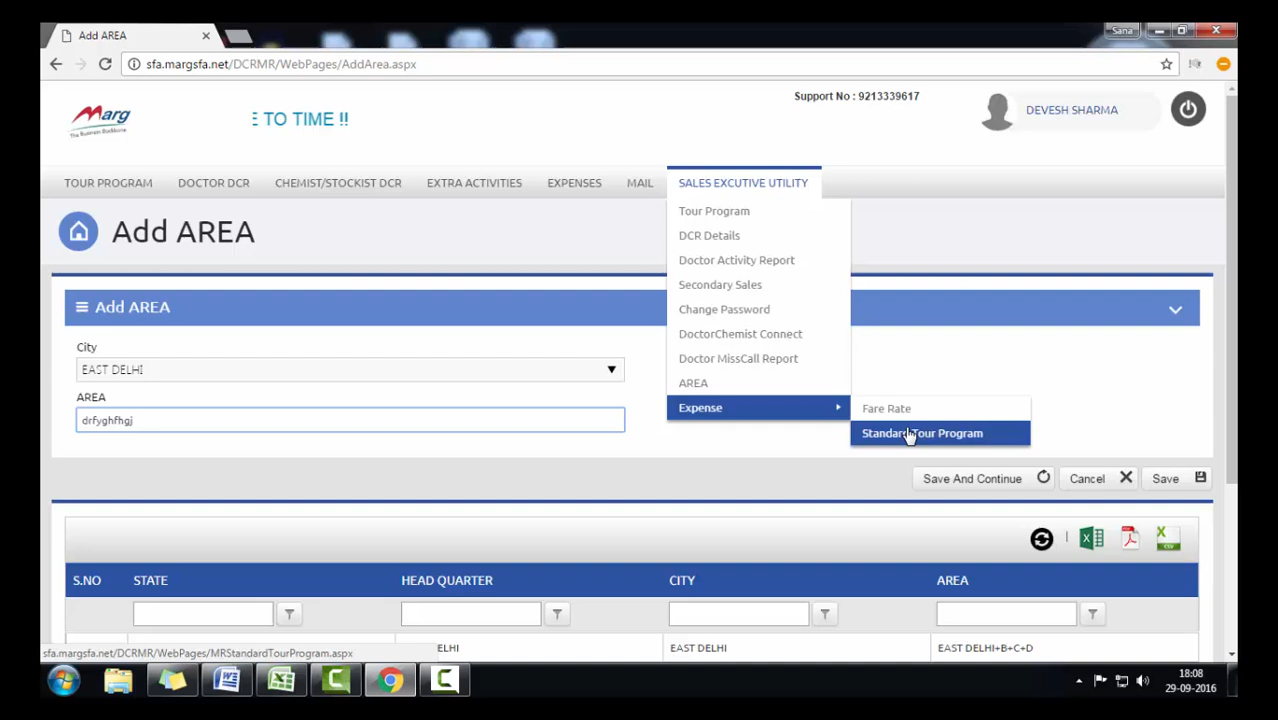 Add AREA
Sana
sfa.margsfa.net/DCRMR/WebPages/AddArea.aspx
Support No : 9213339617
Marg
The Business Backbone
E TO TIME !!
DEVESH SHARMA
TOUR PROGRAM DOCTOR DCR CHEMIST/STOCKIST DCR EXTRA ACTIVITIES EXPENSES MAIL SALES EXCUTIVE UTILITY
Tour Program
Add AREA
DCR Details
Doctor Activity Report
Secondary Sales
Add AREA
Change Password
DoctorChemist Connect
City
Doctor MissCall Report
EAST DELHI
AREA
AREA
Expense
Fare Rate
drfyghfhgj
Standard Tour Program
Save And Continue Cancel Save
S.NO STATE HEAD QUARTER CITY AREA
ELHI EAST DELHI EAST DELHI+B+C+D
sfa.margsfa.net/DCRMR/WebPages/MRStandardTourProgram.aspx
18:08
29-09-2016